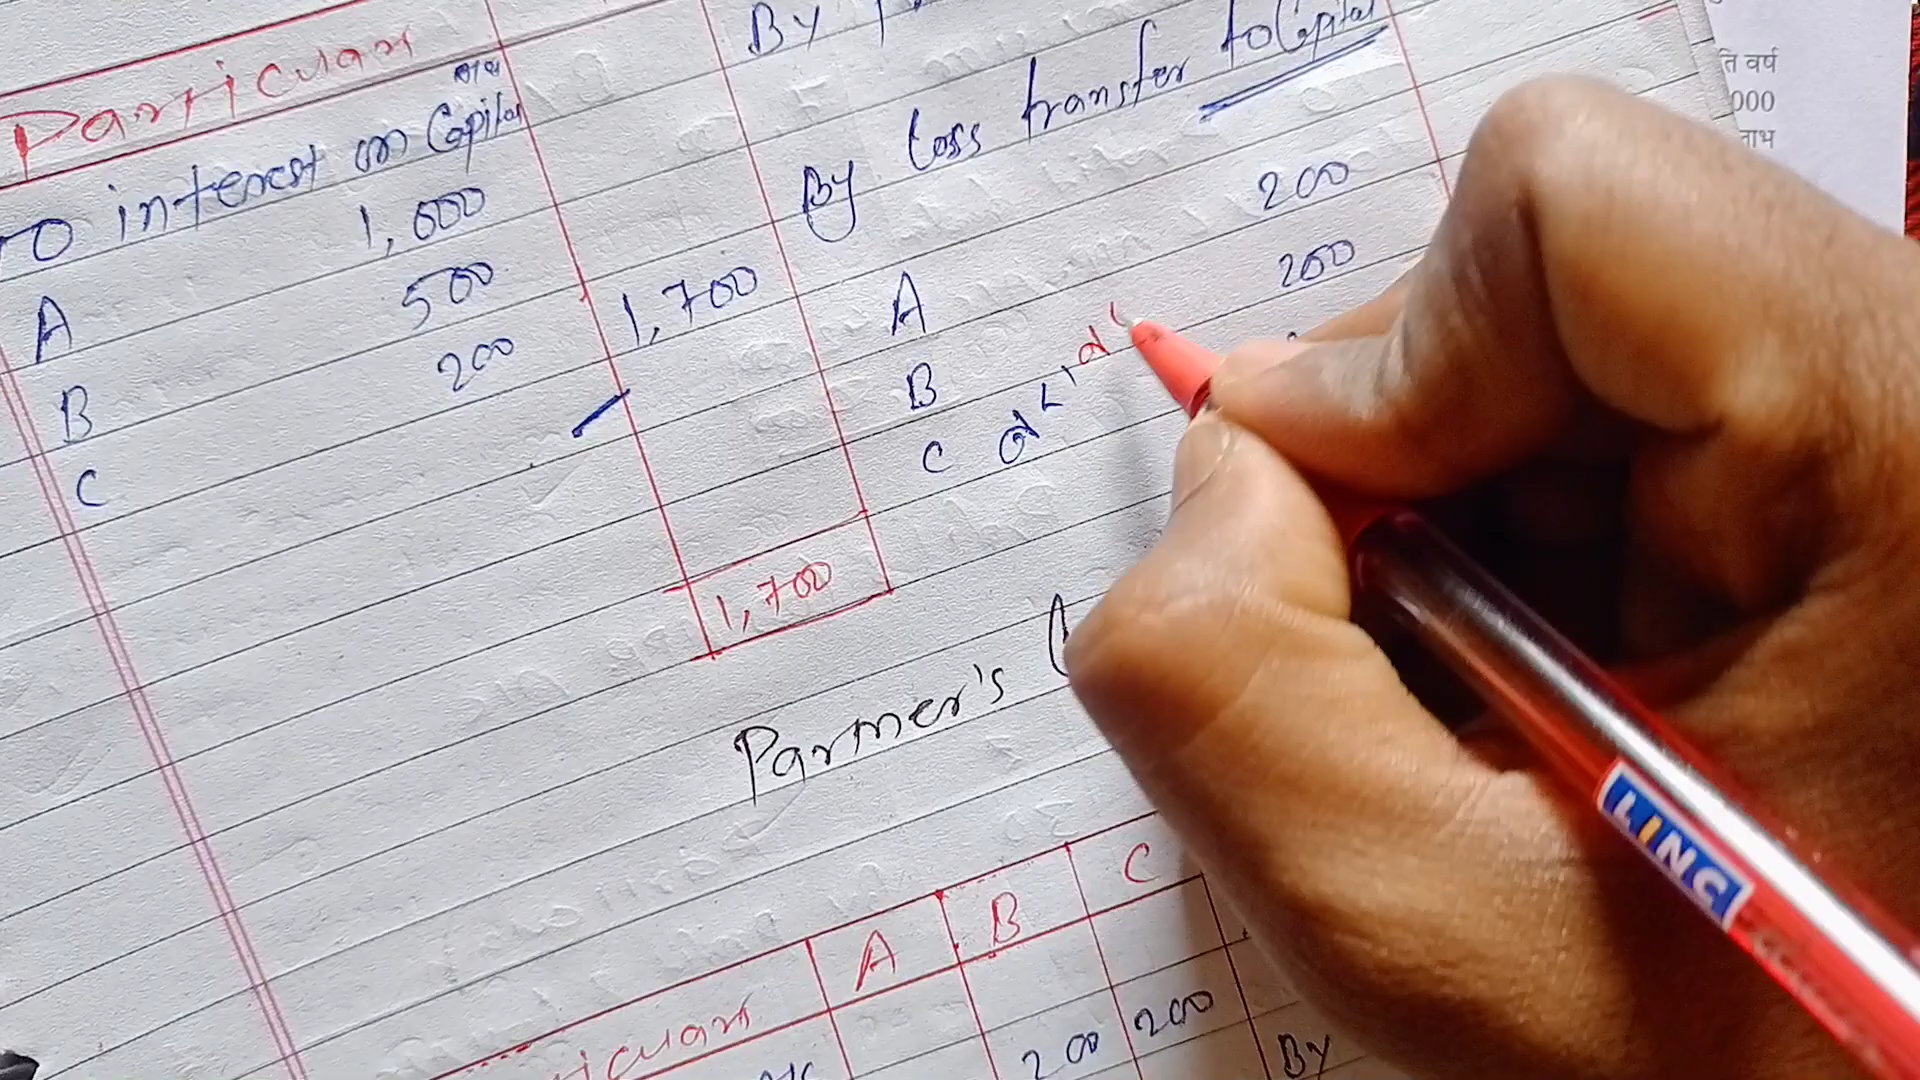 Particulars
To interest on Capital
A 1,000
B 500 1,700
C 200
1,700
By
By Loss transfer to Capital
A 200
B 200
C
Partner's
A B C
200 200
By
ति वर्ष
000
लाभ
LINC